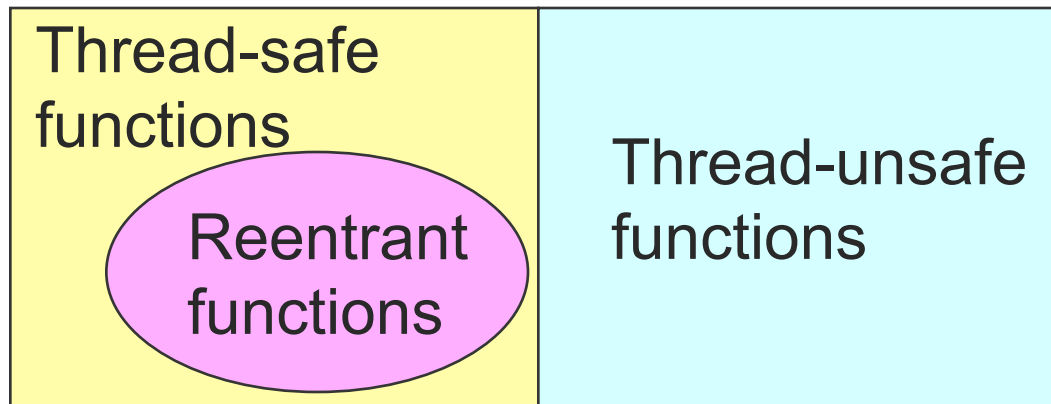 Thread-safe
functions
Reentrant
functions
Thread-unsafe
functions